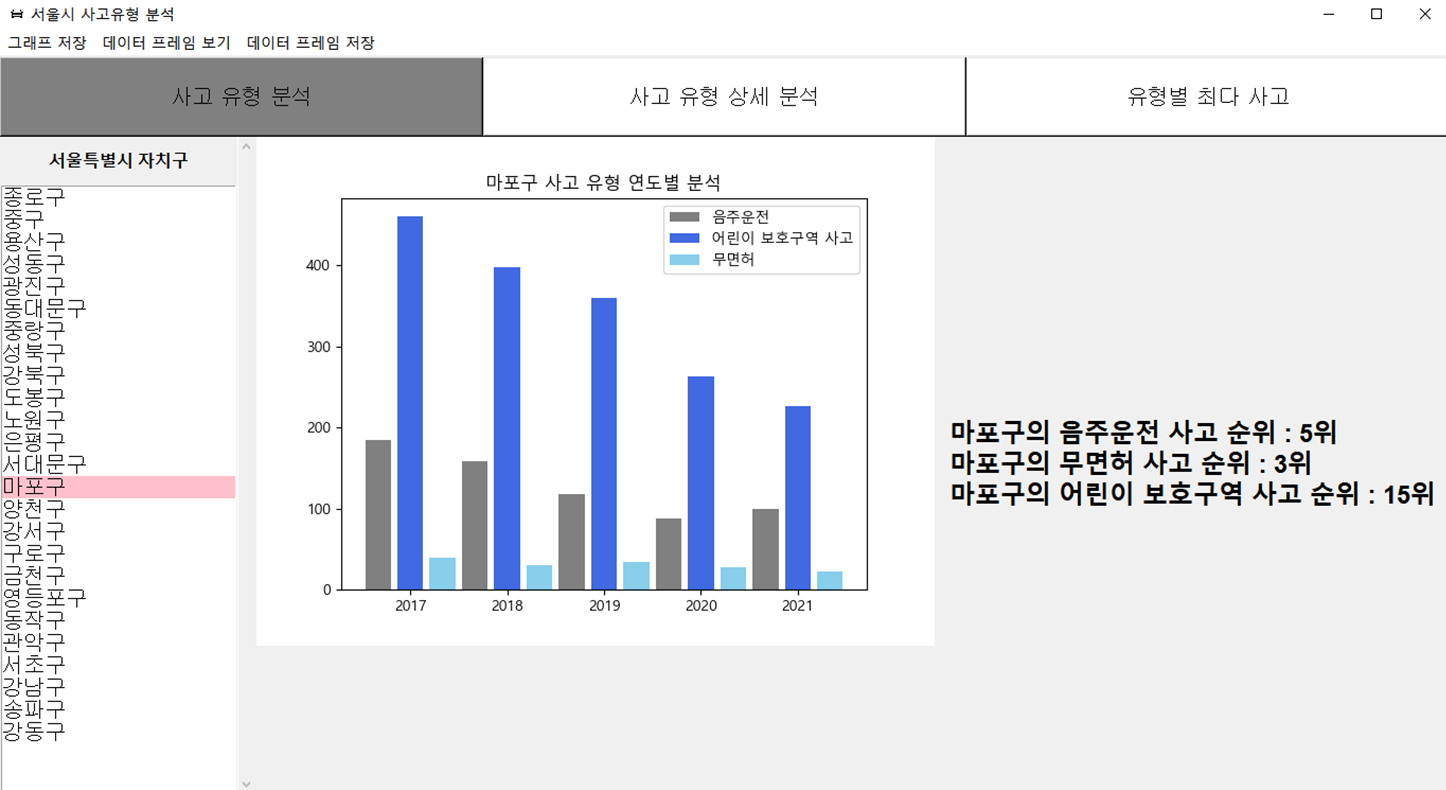 서울시 사고유형 분석
그래프 저장 데이터 프레임 보기 데이터 프레임 저장
사고 유형 분석 사고 유형 상세 분석 유형별 최다 사고
서울특별시 자치구
종로구
중구
용산구
성동구
광진구
동대문구
중랑구
성북구
강북구
도봉구
노원구
은평구
서대문구
마포구
양천구
강서구
구로구
금천구
영등포구
동작구
관악구
서초구
강남구
송파구
강동구
마포구 사고 유형 연도별 분석
음주운전
어린이 보호구역 사고
무면허
400
300
200
100
0
2017 2018 2019 2020 2021
마포구의 음주운전 사고 순위 : 5위
마포구의 무면허 사고 순위 : 3위
마포구의 어린이 보호구역 사고 순위 : 15위